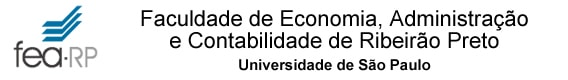 fea-RP
Faculdade de Economia, Administração
e Contabilidade de Ribeirão Preto
Universidade de São Paulo